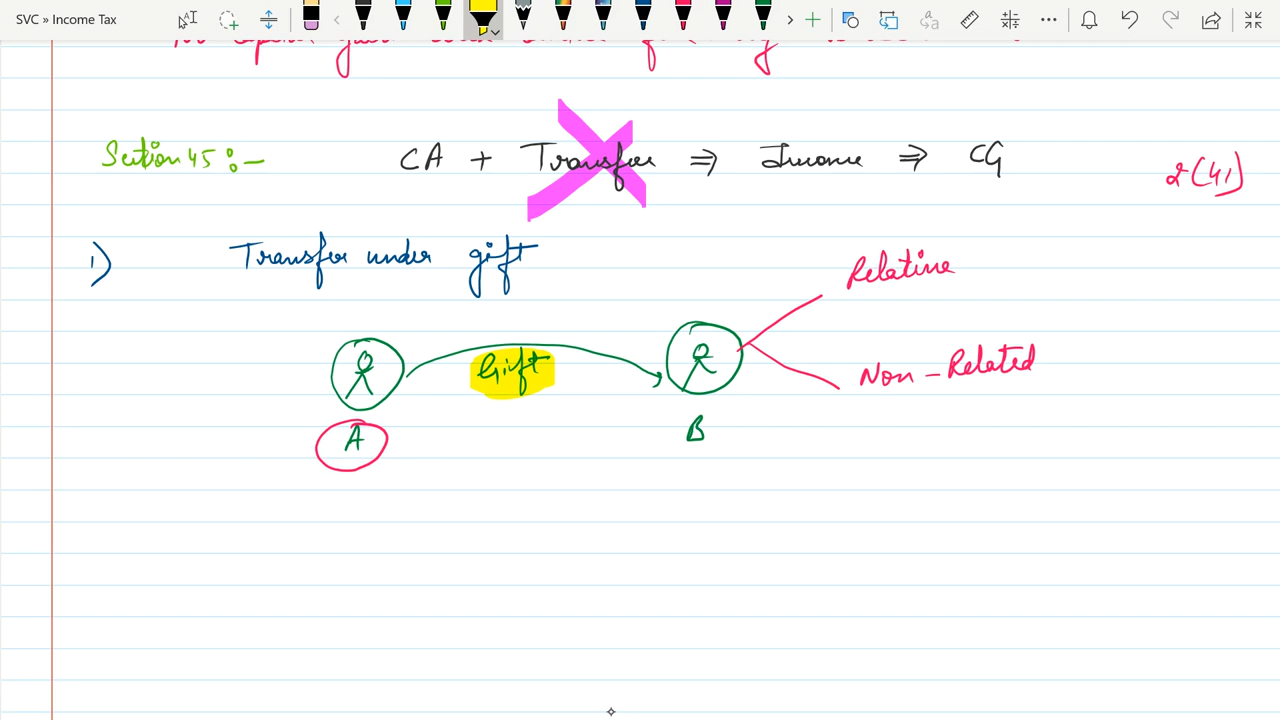 SVC » Income Tax
Section 45 :- CA + Transfer ⇒ Income ⇒ CG
2(41)
1) Transfer under gift
Relative
Gift
Non-Related
A B